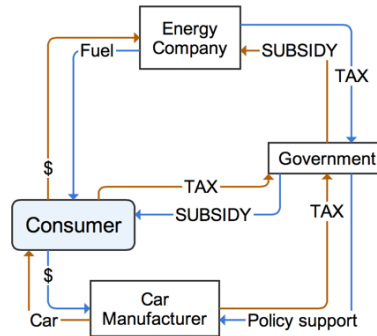 Energy
Company
Fuel
SUBSIDY
TAX
$
Government
TAX
SUBSIDY
TAX
Consumer
$
Car
Manufacturer
Car
Policy support